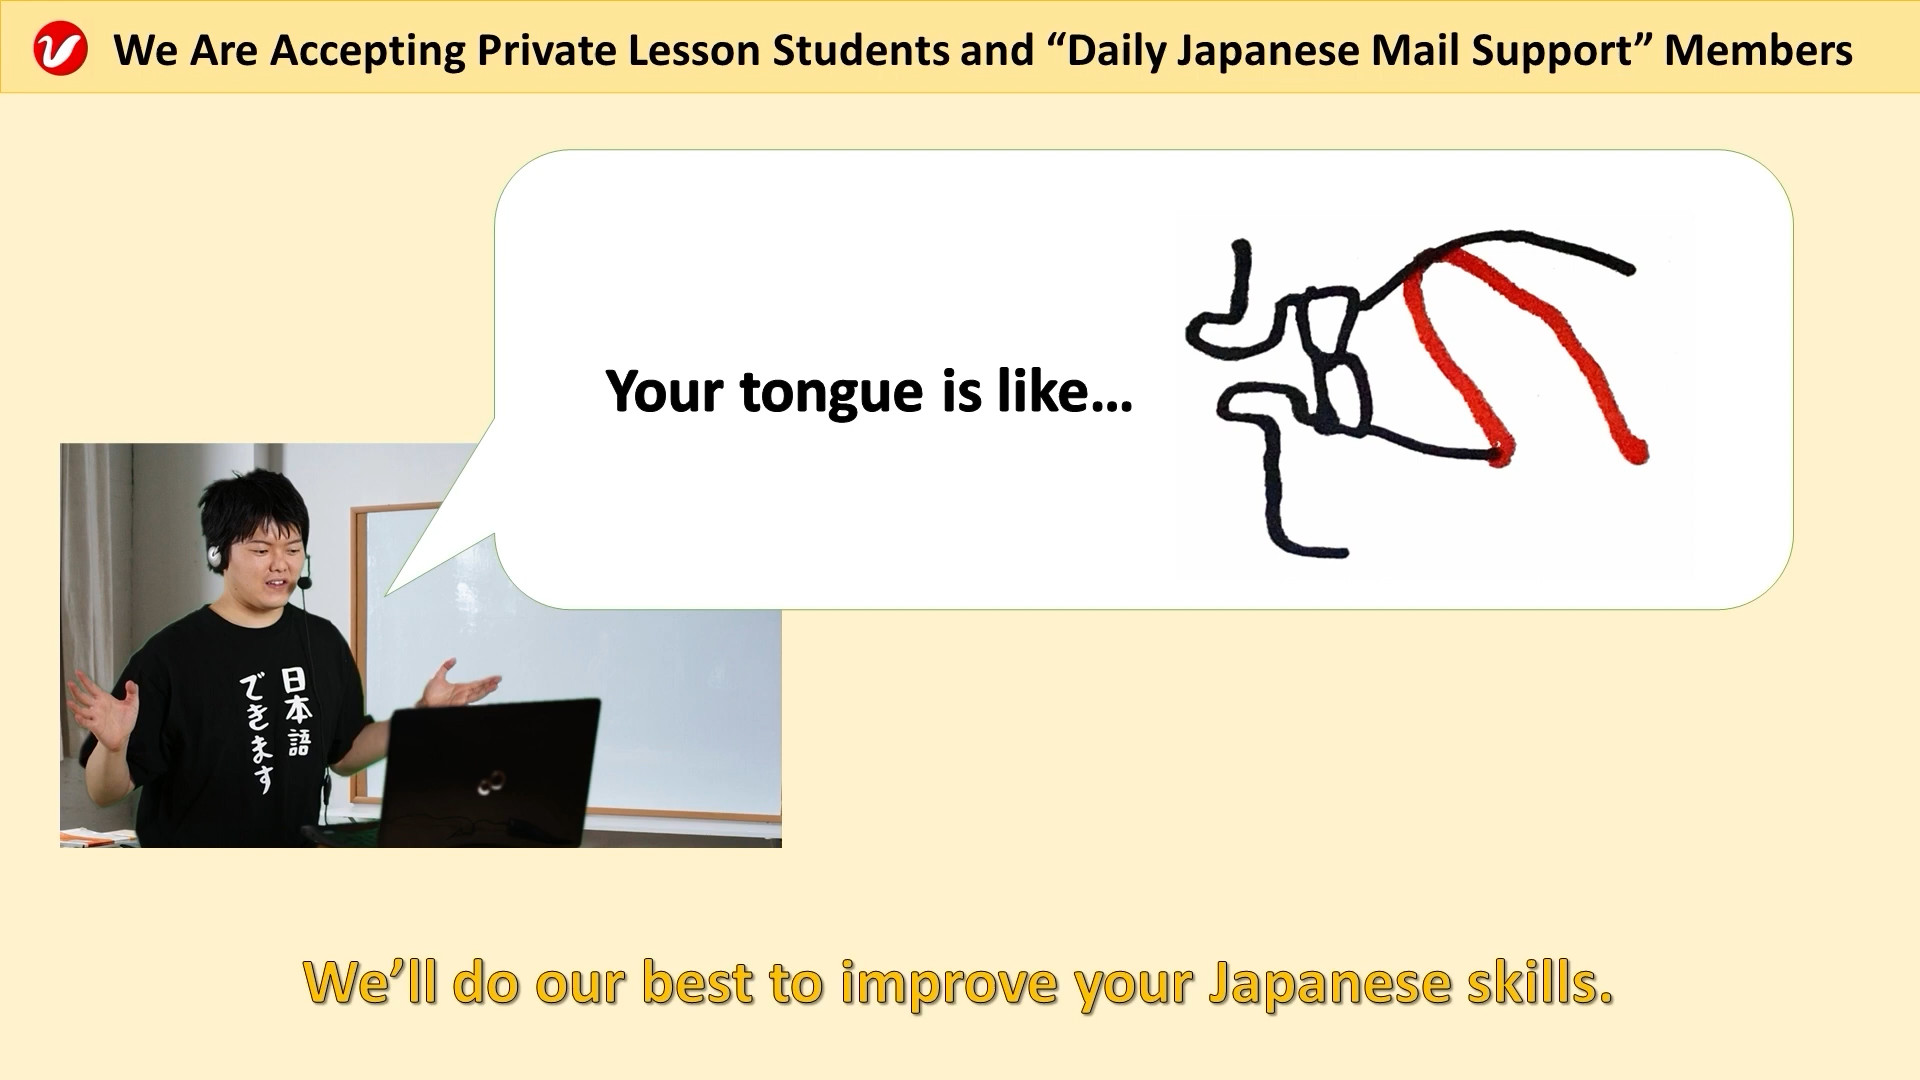 We Are Accepting Private Lesson Students and “Daily Japanese Mail Support” Members
Your tongue is like...
日本語
できます
We’ll do our best to improve your Japanese skills.